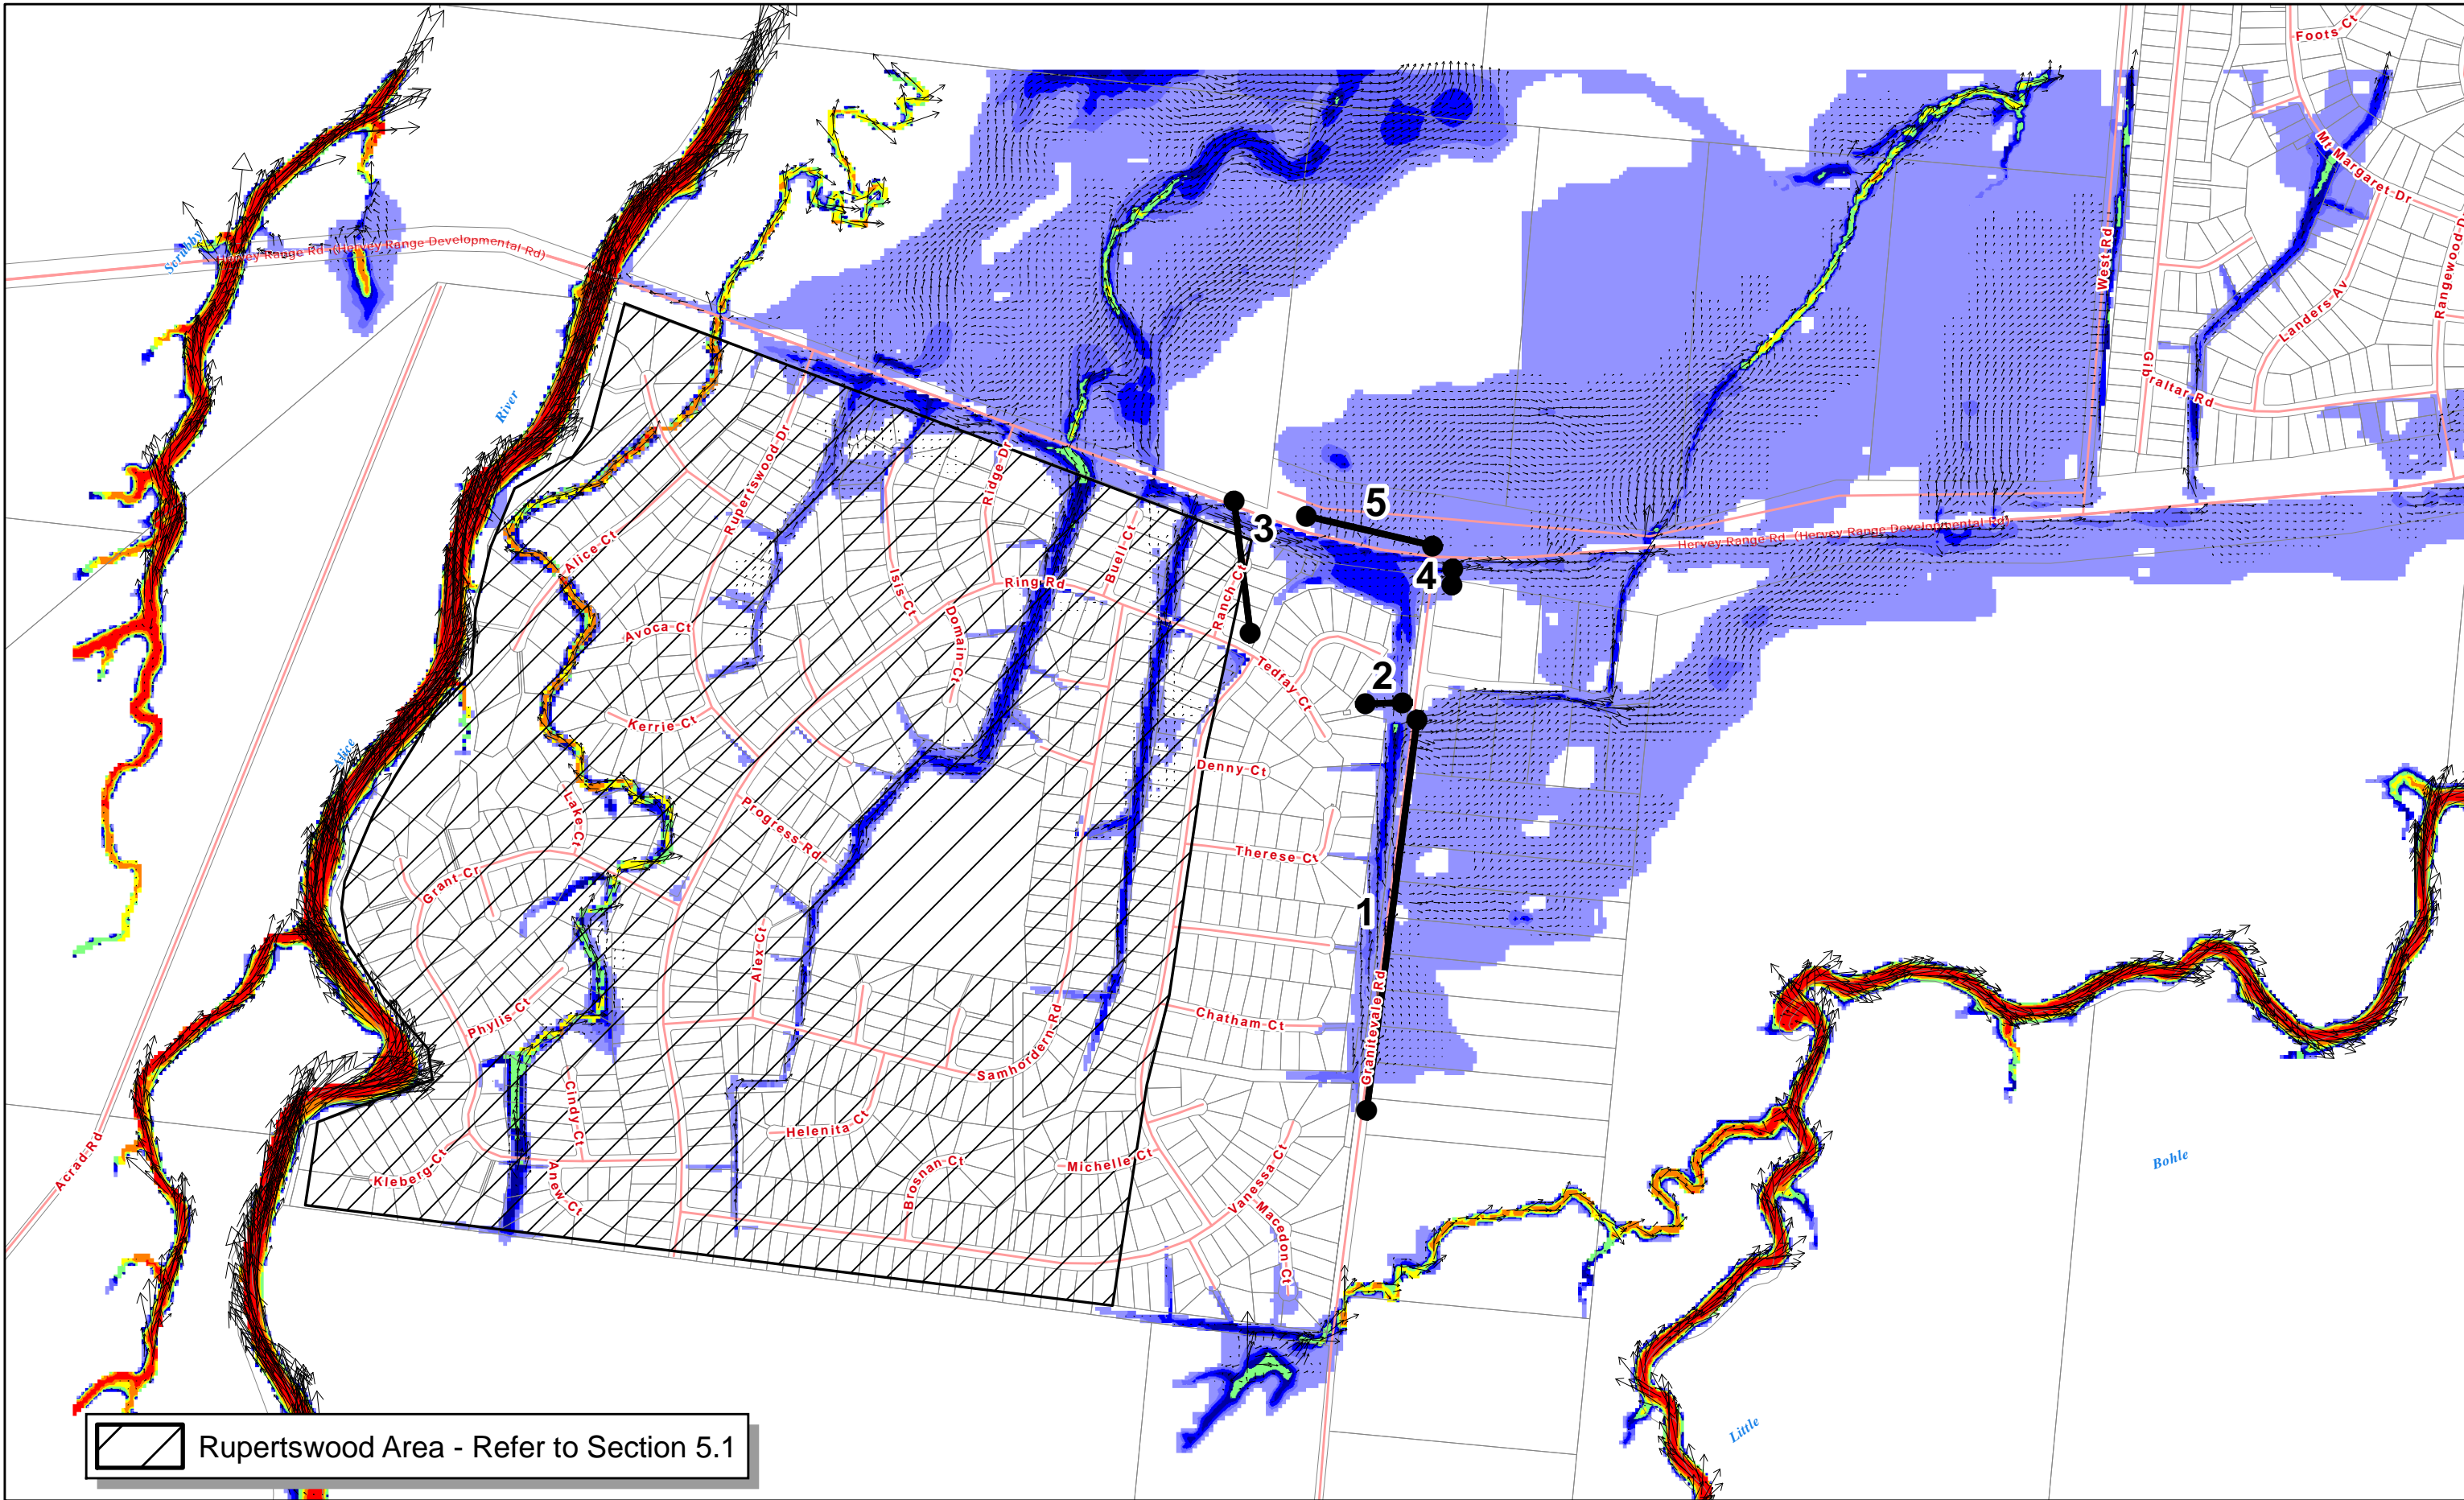 Foots Ct
Mt Margaret Dr
Scrubby
Hervey Range Rd (Hervey Range Developmental Rd)
West Rd
Rangewood D
Landers Av
Gibraltar Rd
River
Rupertswood Dr
Ridge Dr
5
3
Hervey Range Rd (Hervey Range Developmental Rd)
Alice Ct
Isis Ct
Ring Rd
Buell Ct
Ranch Ct
4
Avoca Ct
Domain Ct
2
Tedfay Ct
Kerrie Ct
Alice
Denny Ct
Lake Ct
Progress Rd
Therese Ct
Grant Cr
1
Alex Ct
Phylis Ct
Samhordern Rd
Chatham Ct
Granitevale Rd
Cindy Ct
Helenita Ct
Acrad Rd
Kleberg Ct
Anew Ct
Brosnan Ct
Michelle Ct
Vanessa Ct
Macedon Ct
Bohle
Little
Rupertswood Area - Refer to Section 5.1